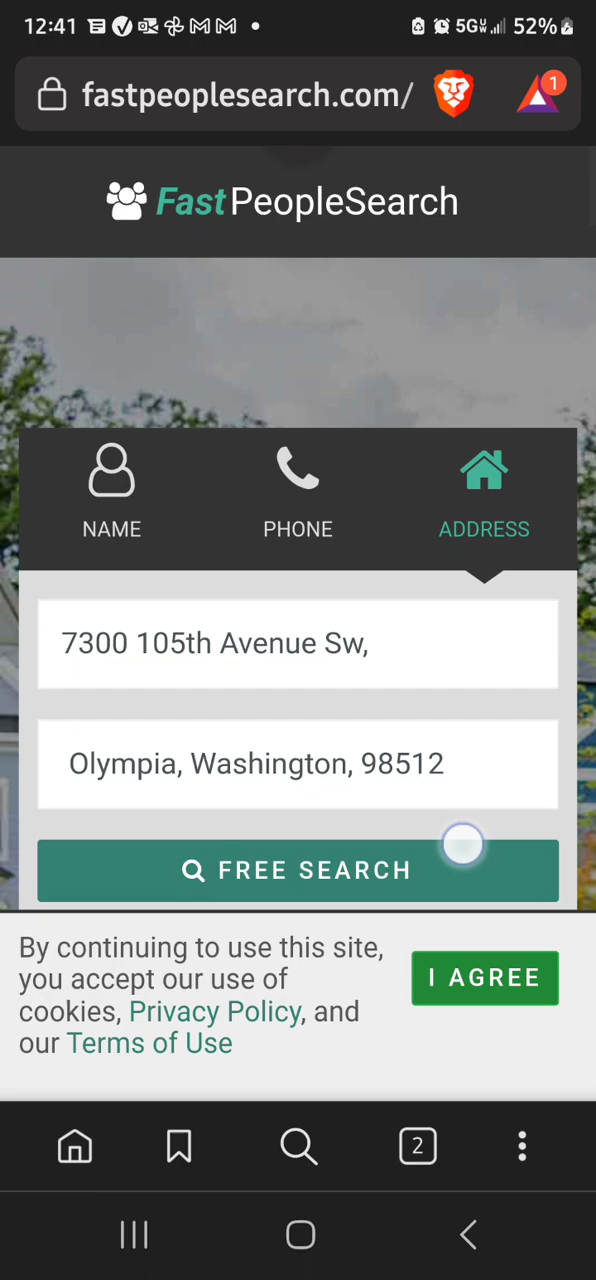 12:41 5G 52%
fastpeoplesearch.com/ 1
FastPeopleSearch
NAME PHONE ADDRESS
7300 105th Avenue Sw,
Olympia, Washington, 98512
FREE SEARCH
By continuing to use this site,
you accept our use of
cookies, Privacy Policy, and
our Terms of Use
I AGREE
2